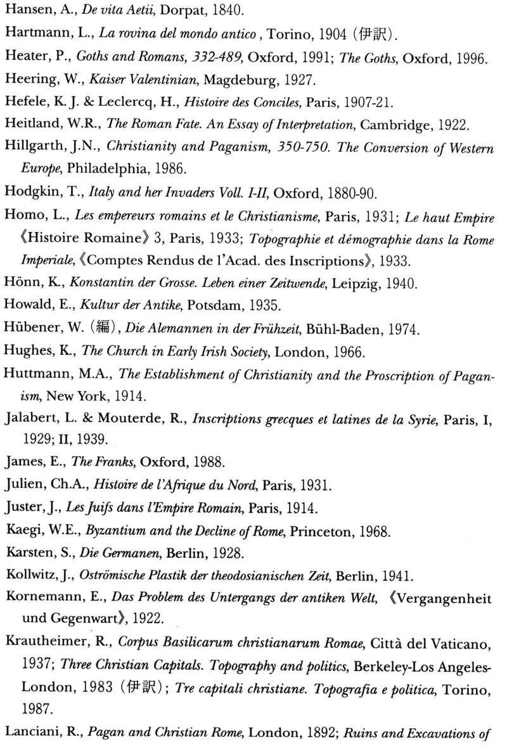 Hansen, A., De vita Aetii, Dorpat, 1840.
Hartmann, L., La rovina del mondo antico , Torino, 1904 (伊訳).
Heater, P., Goths and Romans, 332-489, Oxford, 1991; The Goths, Oxford, 1996.
Heering, W., Kaiser Valentinian, Magdeburg, 1927.
Hefele, K. J. & Leclercq, H., Histoire des Conciles, Paris, 1907-21.
Heitland, W.R., The Roman Fate. An Essay of Interpretation, Cambridge, 1922.
Hillgarth, J.N., Christianity and Paganism, 350-750. The Conversion of Western
Europe, Philadelphia, 1986.
Hodgkin, T., Italy and her Invaders Voll. I-II, Oxford, 1880-90.
Homo, L., Les empereurs romains et le Christianisme, Paris, 1931; Le haut Empire
《Histoire Romaine》 3, Paris, 1933; Topographie et démographie dans la Rome
Imperiale, 《Comptes Rendus de l'Acad. des Inscriptions》, 1933.
Hönn, K., Konstantin der Grosse. Leben einer Zeitwende, Leipzig, 1940.
Howald, E., Kultur der Antike, Potsdam, 1935.
Hübener, W. (編), Die Alemannen in der Frühzeit, Bühl-Baden, 1974.
Hughes, K., The Church in Early Irish Society, London, 1966.
Huttmann, M.A., The Establishment of Christianity and the Proscription of Pagan-
ism, New York, 1914.
Jalabert, L. & Mouterde, R., Inscriptions grecques et latines de la Syrie, Paris, I,
1929; II, 1939.
James, E., The Franks, Oxford, 1988.
Julien, Ch.A., Histoire de l'Afrique du Nord, Paris, 1931.
Juster, J., Les Juifs dans l'Empire Romain, Paris, 1914.
Kaegi, W.E., Byzantium and the Decline of Rome, Princeton, 1968.
Karsten, S., Die Germanen, Berlin, 1928.
Kollwitz, J., Oströmische Plastik der theodosianischen Zeit, Berlin, 1941.
Kornemann, E., Das Problem des Untergangs der antiken Welt, 《Vergangenheit
und Gegenwart》, 1922.
Krautheimer, R., Corpus Basilicarum christianarum Romae, Città del Vaticano,
1937; Three Christian Capitals. Topography and politics, Berkeley-Los Angeles-
London, 1983 (伊訳); Tre capitali christiane. Topografia e politica, Torino,
1987.
Lanciani, R., Pagan and Christian Rome, London, 1892; Ruins and Excavations of